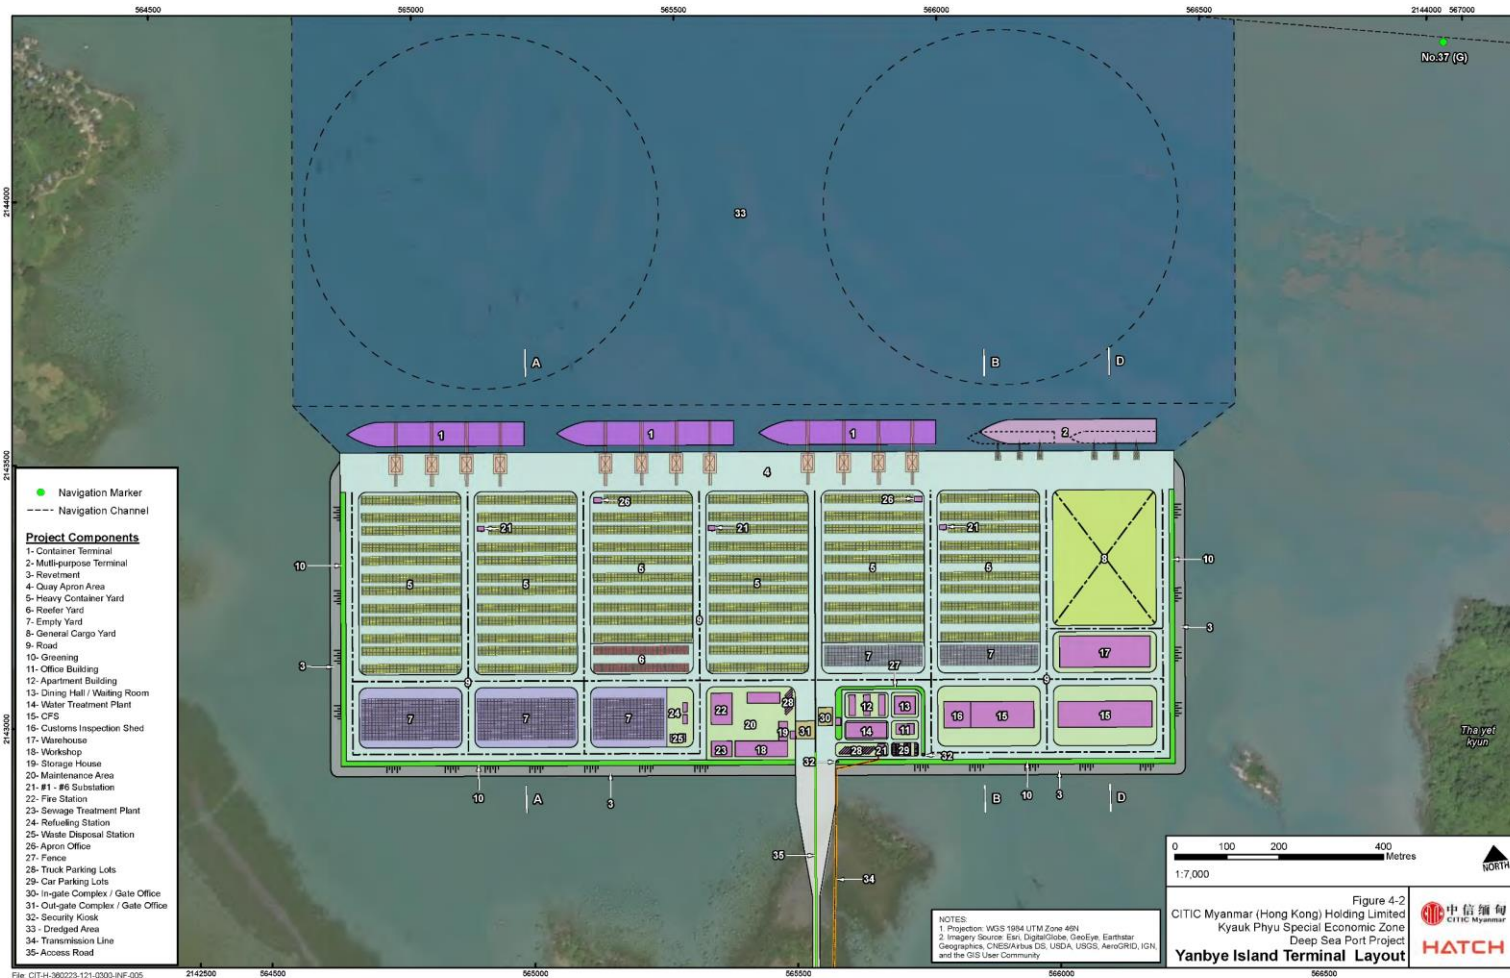 564500
565000
565500
566000
566500
2144000
567000
No.37 (G)
2144000
33
A
B
D
1
1
1
2
4
2143500
26
26
21
21
21
10
10
5
5
6
5
5
5
8
9
3
3
6
7
27
7
17
9
9
7
7
7
24
25
22
20
28
19
31
30
23
18
12
13
14
11
28
21
29
16
15
15
32
32
10
A
3
B
10
3
D
35
34
2143000
Tha yet
kyun
Navigation Marker
Navigation Channel
Project Components
1- Container Terminal
2- Mutli-purpose Terminal
3- Revetment
4- Quay Apron Area
5- Heavy Container Yard
6- Reefer Yard
7- Empty Yard
8- General Cargo Yard
9- Road
10- Greening
11- Office Building
12- Apartment Building
13- Dining Hall / Waiting Room
14- Water Treatment Plant
15- CFS
16- Customs Inspection Shed
17- Warehouse
18- Workshop
19- Storage House
20- Maintenance Area
21- #1 - #6 Substation
22- Fire Station
23- Sewage Treatment Plant
24- Refueling Station
25- Waste Disposal Station
26- Apron Office
27- Fence
28- Truck Parking Lots
29- Car Parking Lots
30- In-gate Complex / Gate Office
31- Out-gate Complex / Gate Office
32- Security Kiosk
33 - Dredged Area
34- Transmission Line
35- Access Road
NOTES:
1. Projection: WGS 1984 UTM Zone 46N
2. Imagery Source: Esri, DigitalGlobe, GeoEye, Earthstar
Geographics, CNES/Airbus DS, USDA, USGS, AeroGRID, IGN,
and the GIS User Community
0 100 200 400
Metres
1:7,000
NORTH
Figure 4-2
CITIC Myanmar (Hong Kong) Holding Limited
Kyauk Phyu Special Economic Zone
Deep Sea Port Project
Yanbye Island Terminal Layout
中信缅甸
CITIC Myanmar
HATCH
2142500
564500
565000
565500
566000
566500
File: CIT-H-360223-121-0300-INF-005